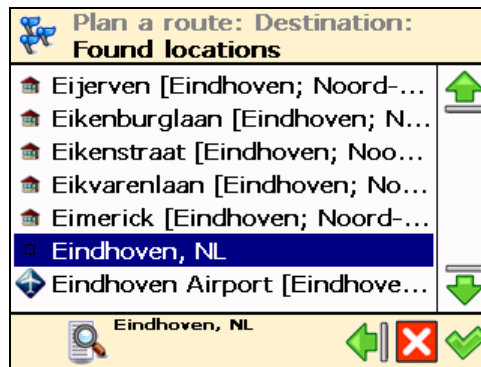 Plan a route: Destination:
Found locations
Eijerven [Eindhoven; Noord-...
Eikenburglaan [Eindhoven; N...
Eikenstraat [Eindhoven; Noo...
Eikvarenlaan [Eindhoven; No...
Eimerick [Eindhoven; Noord-...
Eindhoven, NL
Eindhoven Airport [Eindhove...
Eindhoven, NL